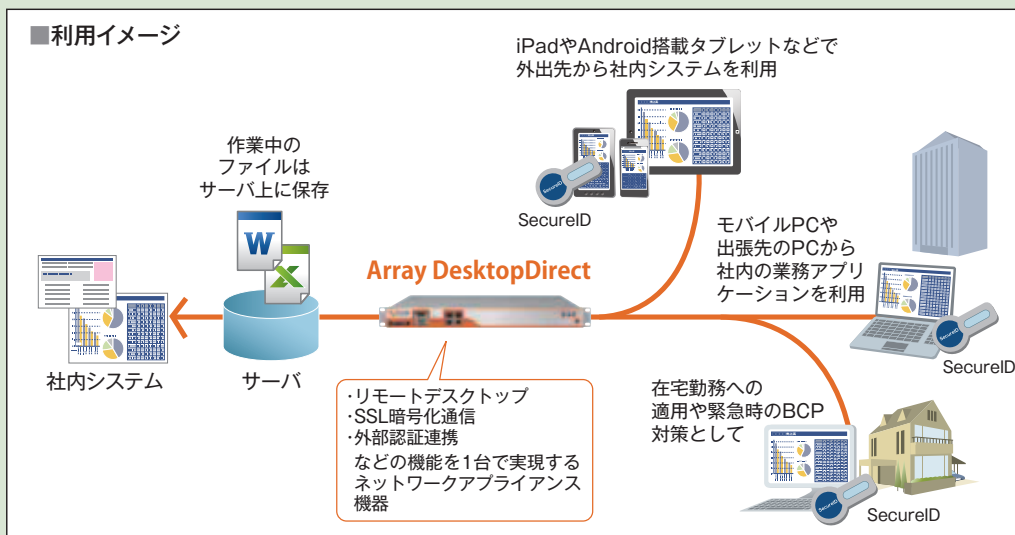 ■利用イメージ
iPadやAndroid搭載タブレットなどで
外出先から社内システムを利用
SecureID
SecureID
作業中の
ファイルは
サーバ上に保存
W
X
社内システム
サーバ
Array DesktopDirect
・リモートデスクトップ
・SSL暗号化通信
・外部認証連携
などの機能を1台で実現する
ネットワークアプライアンス
機器
モバイルPCや
出張先のPCから
社内の業務アプリ
ケーションを利用
SecureID
SecureID
在宅勤務への
適用や緊急時のBCP
対策として
SecureID
SecureID